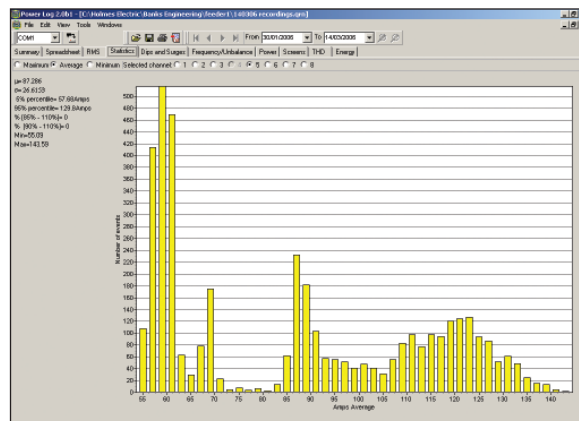 Power Log 2.0b1 - [C:\Holmes Electric\Banks Engineering\feeder1\140306 recordings.qrn]
File Edit View Tools Windows
COM1 From 30/01/2006 To 14/03/2006
Summary Spreadsheet RMS Statistics Dips and Surges Frequency/Unbalance Power Screens THD Energy
Maximum Average Minimum Selected channel 1 2 3 4 5 6 7 8
μ=87.286
σ=26.6159
5% percentile= 57.66Amps
95% percentile= 129.8Amps
% (85% - 110%)= 0
% (90% - 110%)= 0
Min=55.09
Max=143.59
Number of events
500
480
460
440
420
400
380
360
340
320
300
280
260
240
220
200
180
160
140
120
100
80
60
40
20
0
55 60 65 70 75 80 85 90 95 100 105 110 115 120 125 130 135 140
Amps Average